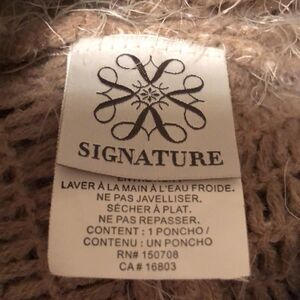 SIGNATURE
LAVER À LA MAIN À L'EAU FROIDE.
NE PAS JAVELLISER.
SÉCHER À PLAT.
NE PAS REPASSER.
CONTENT : 1 PONCHO /
CONTENU : UN PONCHO
RN# 150708
CA # 16803